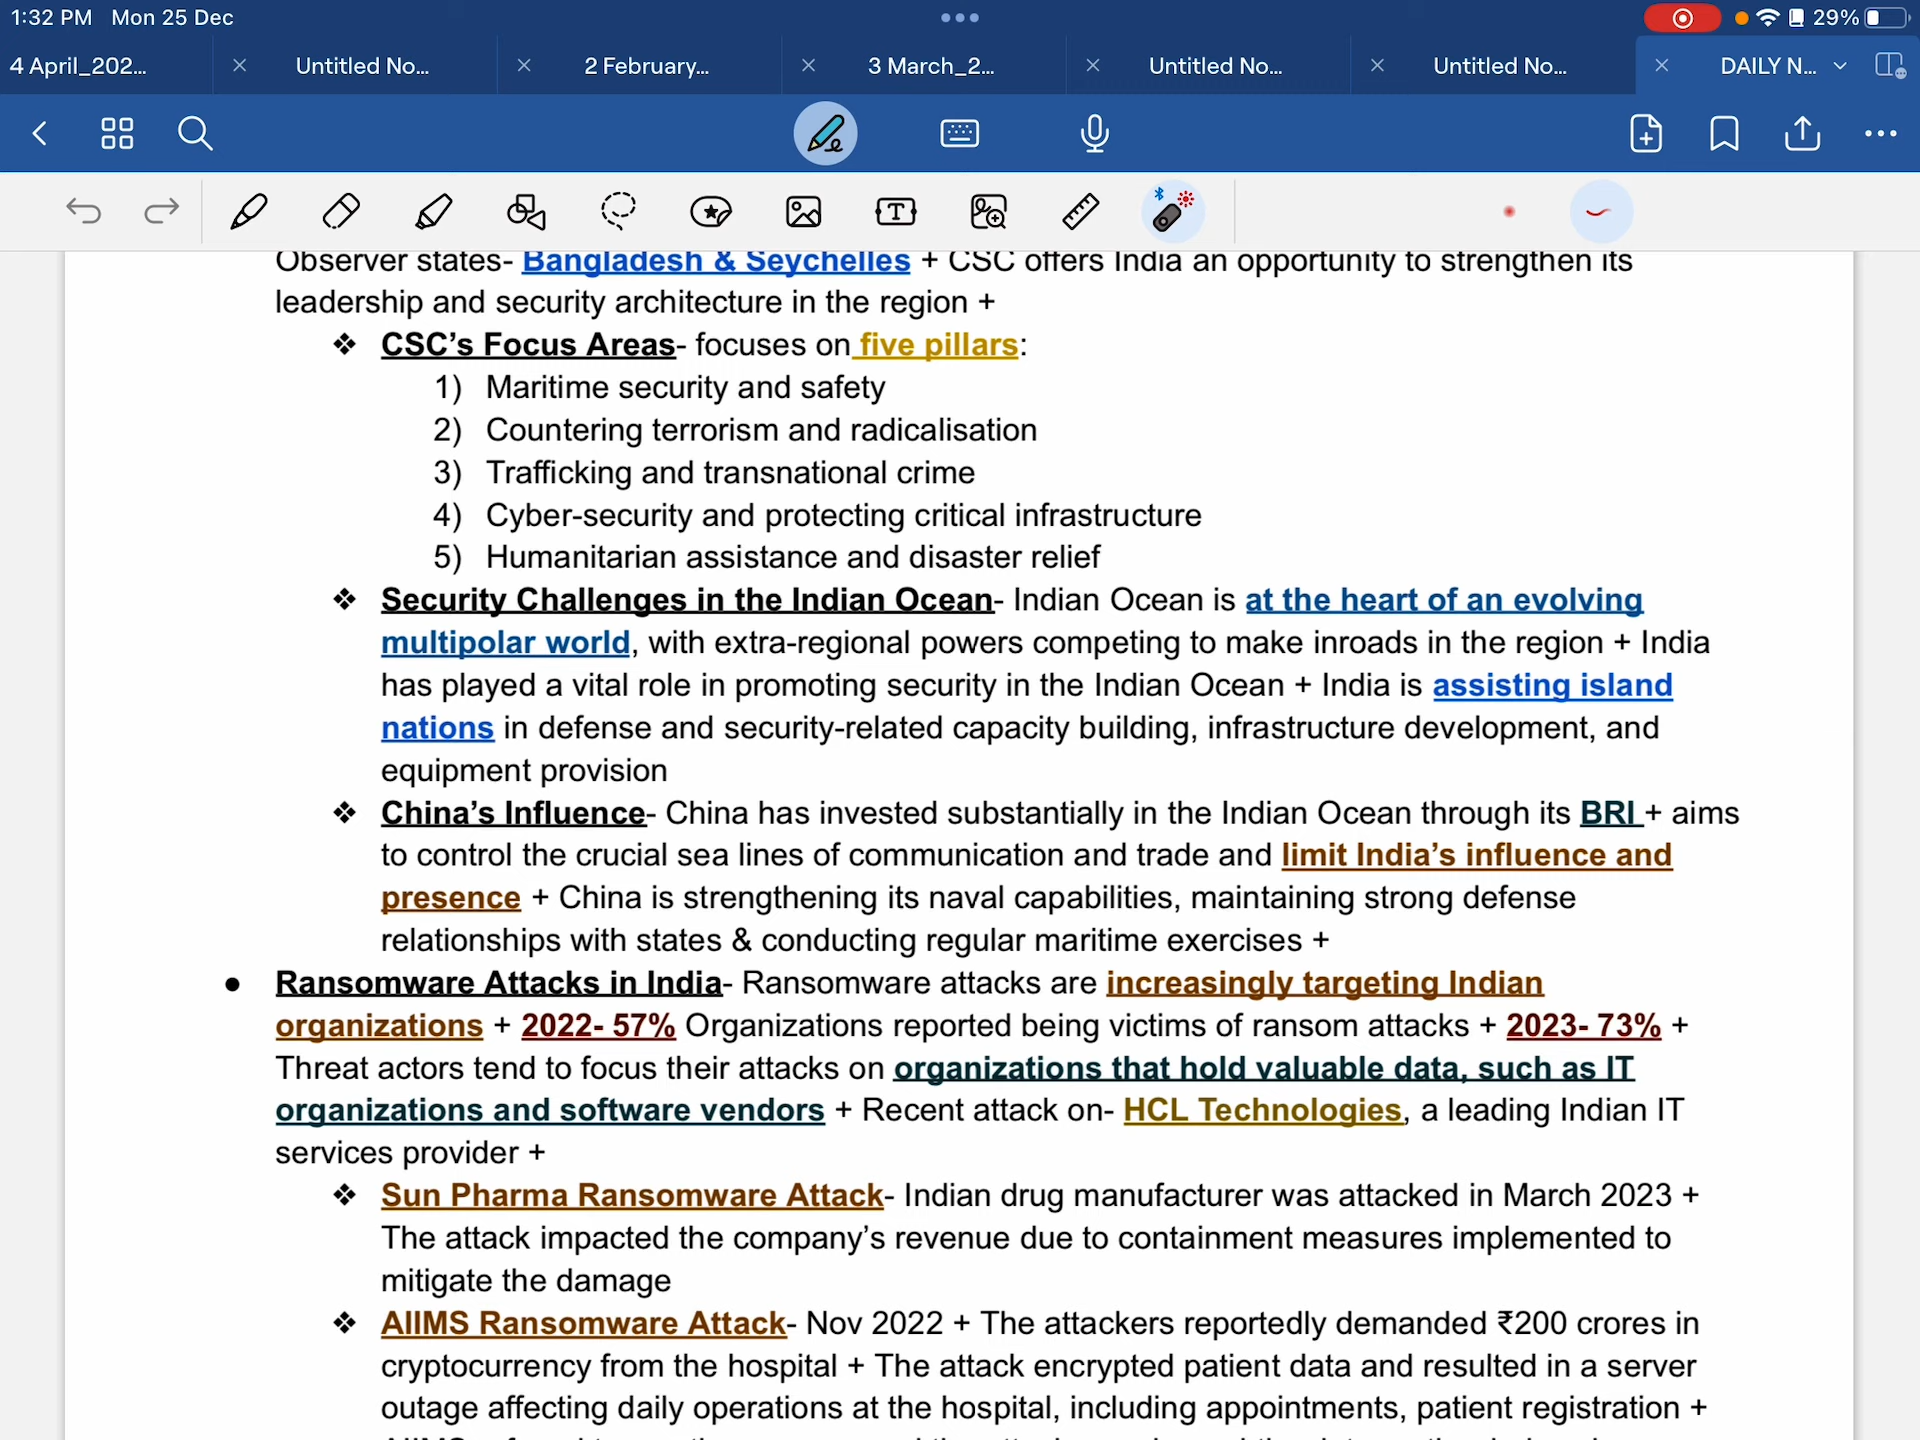 1:32 PM Mon 25 Dec
29%
4 April_202...
Untitled No...
2 February...
3 March_2...
Untitled No...
Untitled No...
DAILY N...
Observer states- Bangladesh & Seychelles + CSC offers India an opportunity to strengthen its
leadership and security architecture in the region +
❖ CSC’s Focus Areas- focuses on five pillars:
1) Maritime security and safety
2) Countering terrorism and radicalisation
3) Trafficking and transnational crime
4) Cyber-security and protecting critical infrastructure
5) Humanitarian assistance and disaster relief
❖ Security Challenges in the Indian Ocean- Indian Ocean is at the heart of an evolving
multipolar world, with extra-regional powers competing to make inroads in the region + India
has played a vital role in promoting security in the Indian Ocean + India is assisting island
nations in defense and security-related capacity building, infrastructure development, and
equipment provision
❖ China’s Influence- China has invested substantially in the Indian Ocean through its BRI + aims
to control the crucial sea lines of communication and trade and limit India’s influence and
presence + China is strengthening its naval capabilities, maintaining strong defense
relationships with states & conducting regular maritime exercises +
● Ransomware Attacks in India- Ransomware attacks are increasingly targeting Indian
organizations + 2022- 57% Organizations reported being victims of ransom attacks + 2023- 73% +
Threat actors tend to focus their attacks on organizations that hold valuable data, such as IT
organizations and software vendors + Recent attack on- HCL Technologies, a leading Indian IT
services provider +
❖ Sun Pharma Ransomware Attack- Indian drug manufacturer was attacked in March 2023 +
The attack impacted the company’s revenue due to containment measures implemented to
mitigate the damage
❖ AIIMS Ransomware Attack- Nov 2022 + The attackers reportedly demanded ₹200 crores in
cryptocurrency from the hospital + The attack encrypted patient data and resulted in a server
outage affecting daily operations at the hospital, including appointments, patient registration +